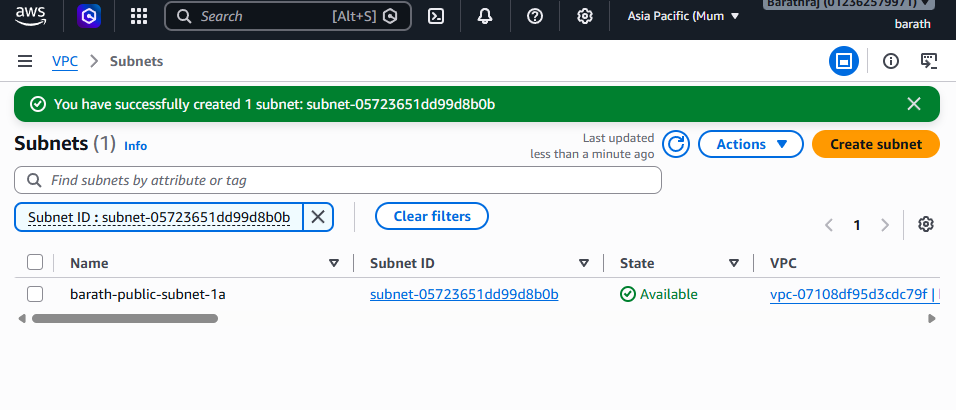 aws Search [Alt+S] Asia Pacific (Mum Barathraj (012362579971)
barath
VPC Subnets
You have successfully created 1 subnet: subnet-05723651dd99d8b0b
Subnets (1) Info Last updated less than a minute ago Actions Create subnet
Find subnets by attribute or tag
Subnet ID : subnet-05723651dd99d8b0b Clear filters
1
Name Subnet ID State VPC
barath-public-subnet-1a subnet-05723651dd99d8b0b Available vpc-07108df95d3cdc79f |